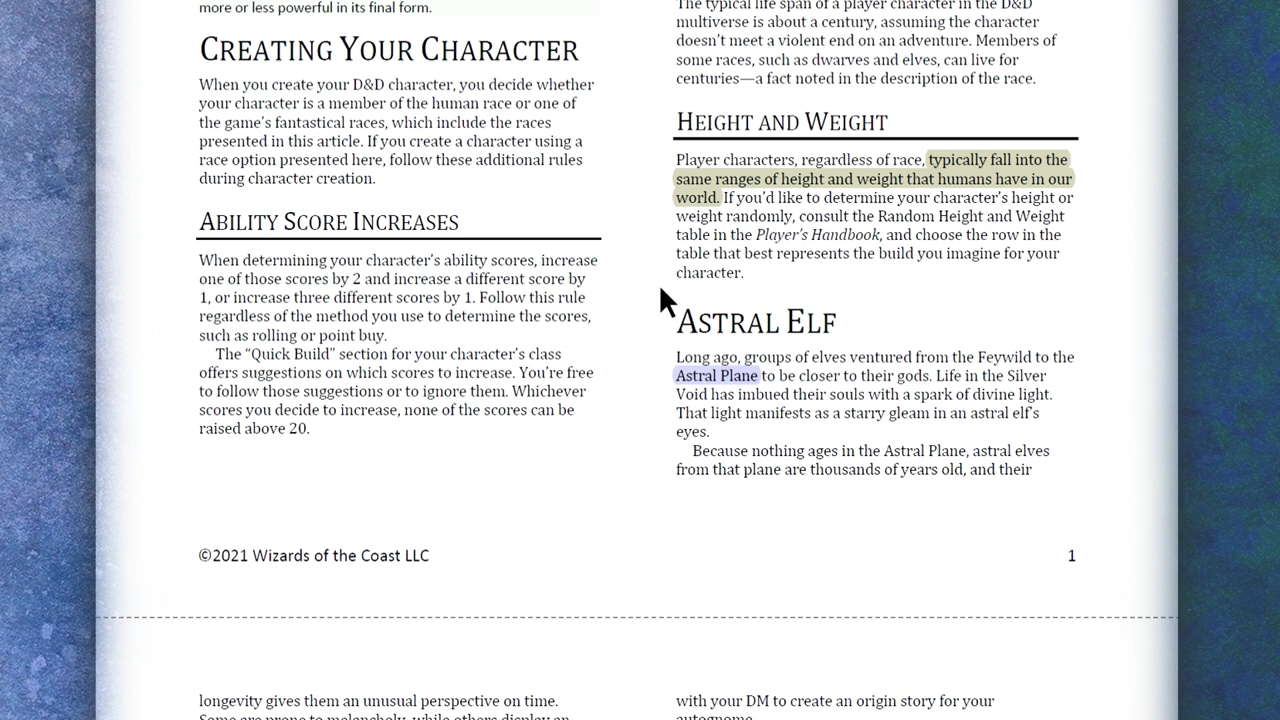 more or less powerful in its final form.
CREATING YOUR CHARACTER
When you create your D&D character, you decide whether
your character is a member of the human race or one of
the game's fantastical races, which include the races
presented in this article. If you create a character using a
race option presented here, follow these additional rules
during character creation.
ABILITY SCORE INCREASES
When determining your character's ability scores, increase
one of those scores by 2 and increase a different score by
1, or increase three different scores by 1. Follow this rule
regardless of the method you use to determine the scores,
such as rolling or point buy.
The “Quick Build” section for your character's class
offers suggestions on which scores to increase. You're free
to follow those suggestions or to ignore them. Whichever
scores you decide to increase, none of the scores can be
raised above 20.
The typical life span of a player character in the D&D
multiverse is about a century, assuming the character
doesn't meet a violent end on an adventure. Members of
some races, such as dwarves and elves, can live for
centuries—a fact noted in the description of the race.
HEIGHT AND WEIGHT
Player characters, regardless of race, typically fall into the
same ranges of height and weight that humans have in our
world. If you'd like to determine your character's height or
weight randomly, consult the Random Height and Weight
table in the Player's Handbook, and choose the row in the
table that best represents the build you imagine for your
character.
ASTRAL ELF
Long ago, groups of elves ventured from the Feywild to the
Astral Plane to be closer to their gods. Life in the Silver
Void has imbued their souls with a spark of divine light.
That light manifests as a starry gleam in an astral elf's
eyes.
Because nothing ages in the Astral Plane, astral elves
from that plane are thousands of years old, and their
©2021 Wizards of the Coast LLC
1
longevity gives them an unusual perspective on time.
Some are prone to melancholy, while others display an
with your DM to create an origin story for your
autognome.